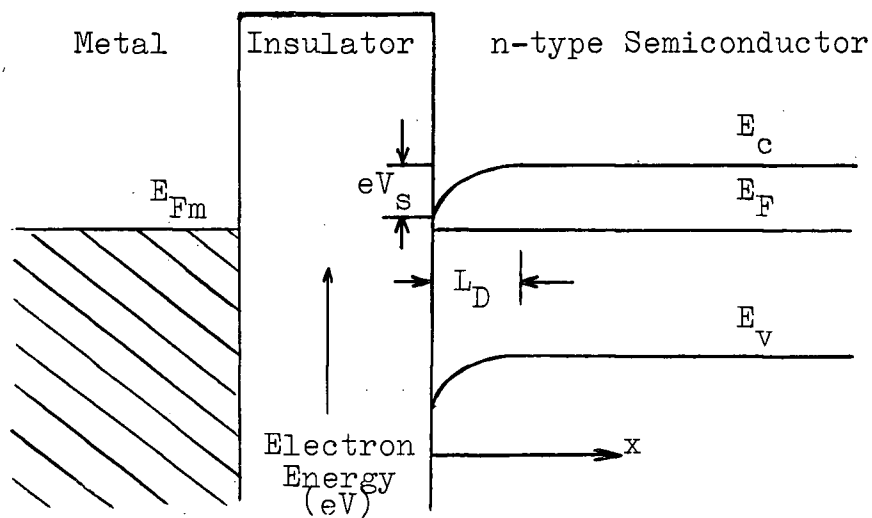 Metal
Insulator
n-type Semiconductor
E_c
eV_s
E_Fm
E_F
L_D
E_v
x
Electron
Energy
(eV)